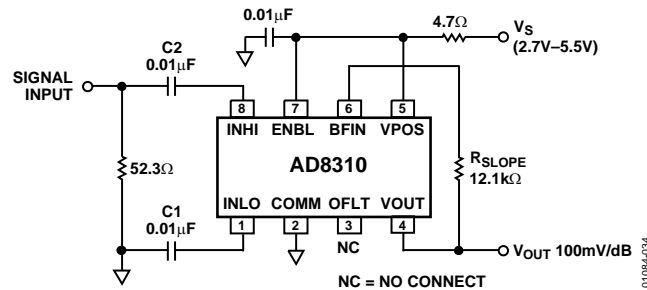 0.01µF
4.7Ω
VS
(2.7V–5.5V)
C2
0.01µF
SIGNAL
INPUT
8 7 6 5
INHI ENBL BFIN VPOS
AD8310
52.3Ω
RSLOPE
12.1kΩ
C1
0.01µF
INLO COMM OFLT VOUT
1 2 3 4
NC
VOUT 100mV/dB
NC = NO CONNECT
01084-034